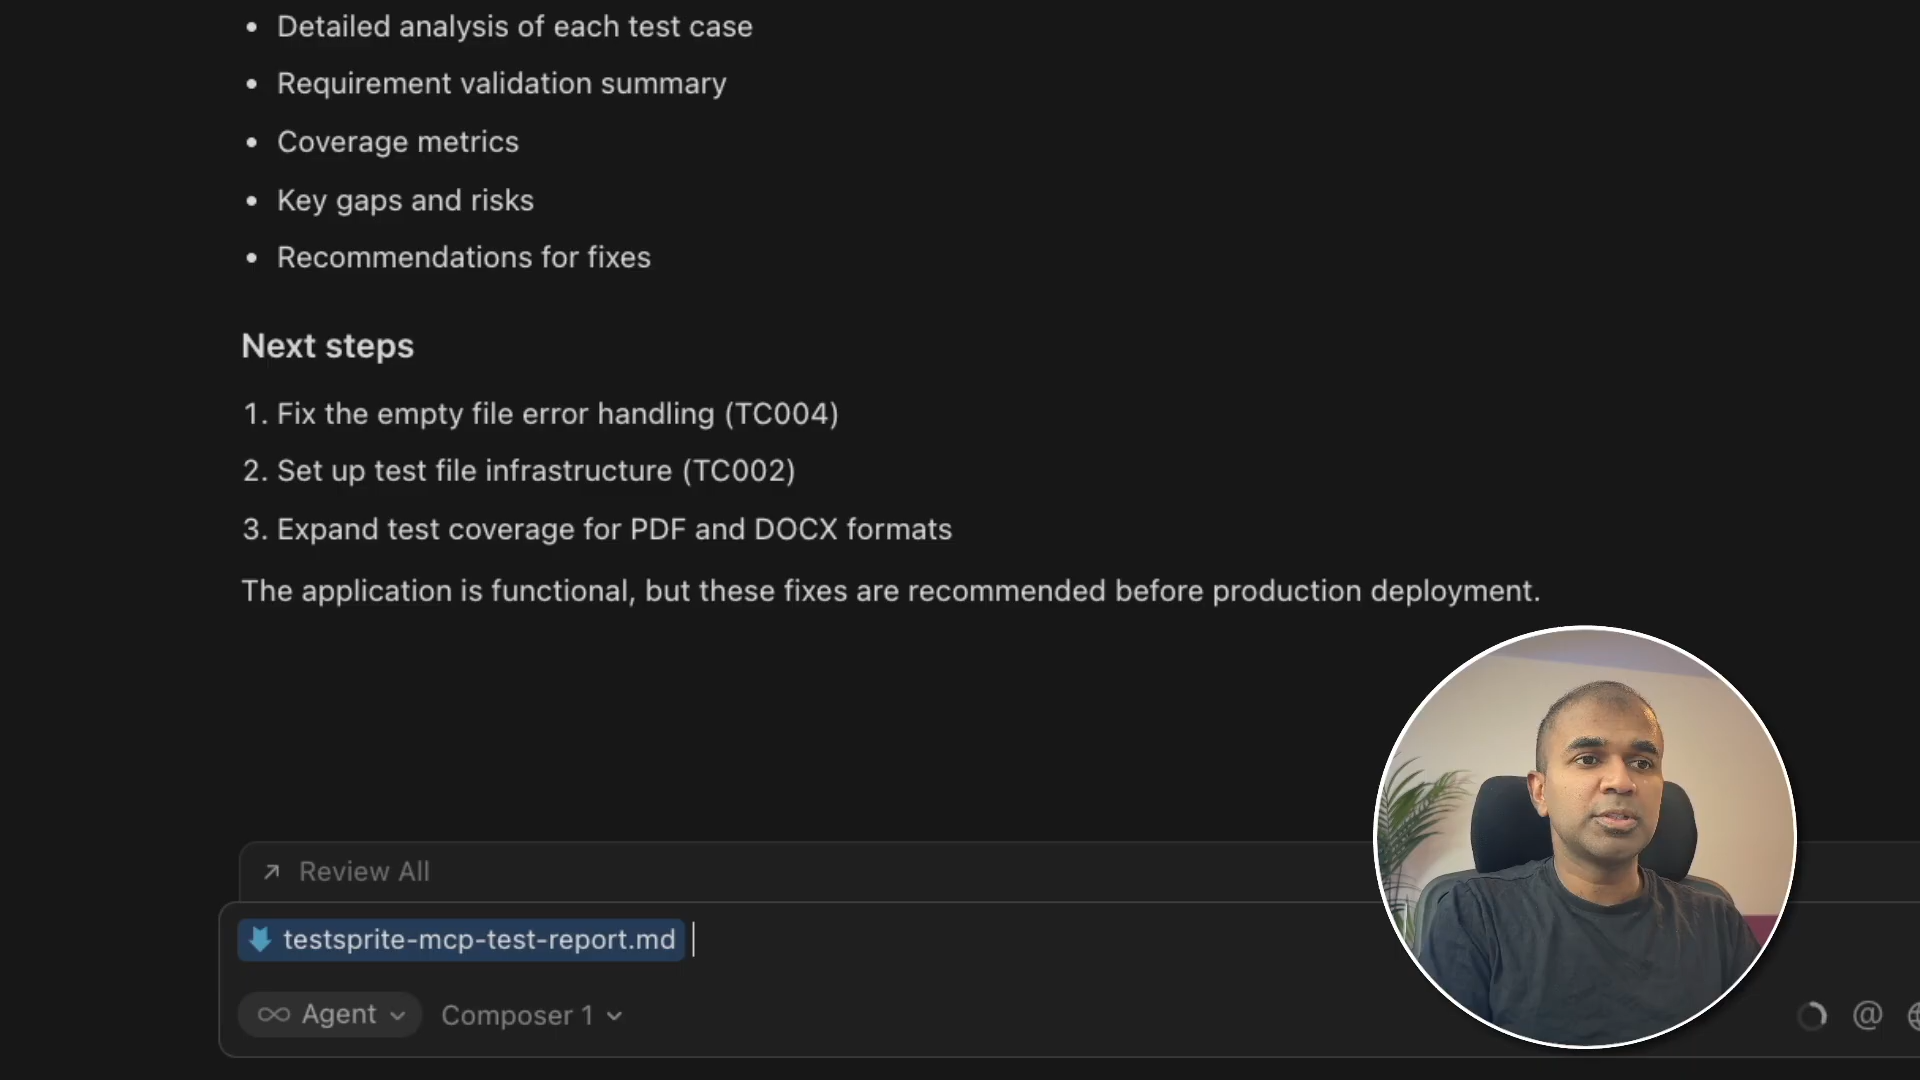 • Detailed analysis of each test case
• Requirement validation summary
• Coverage metrics
• Key gaps and risks
• Recommendations for fixes
Next steps
1. Fix the empty file error handling (TC004)
2. Set up test file infrastructure (TC002)
3. Expand test coverage for PDF and DOCX formats
The application is functional, but these fixes are recommended before production deployment.
Review All
testsprite-mcp-test-report.md
Agent Composer 1 @